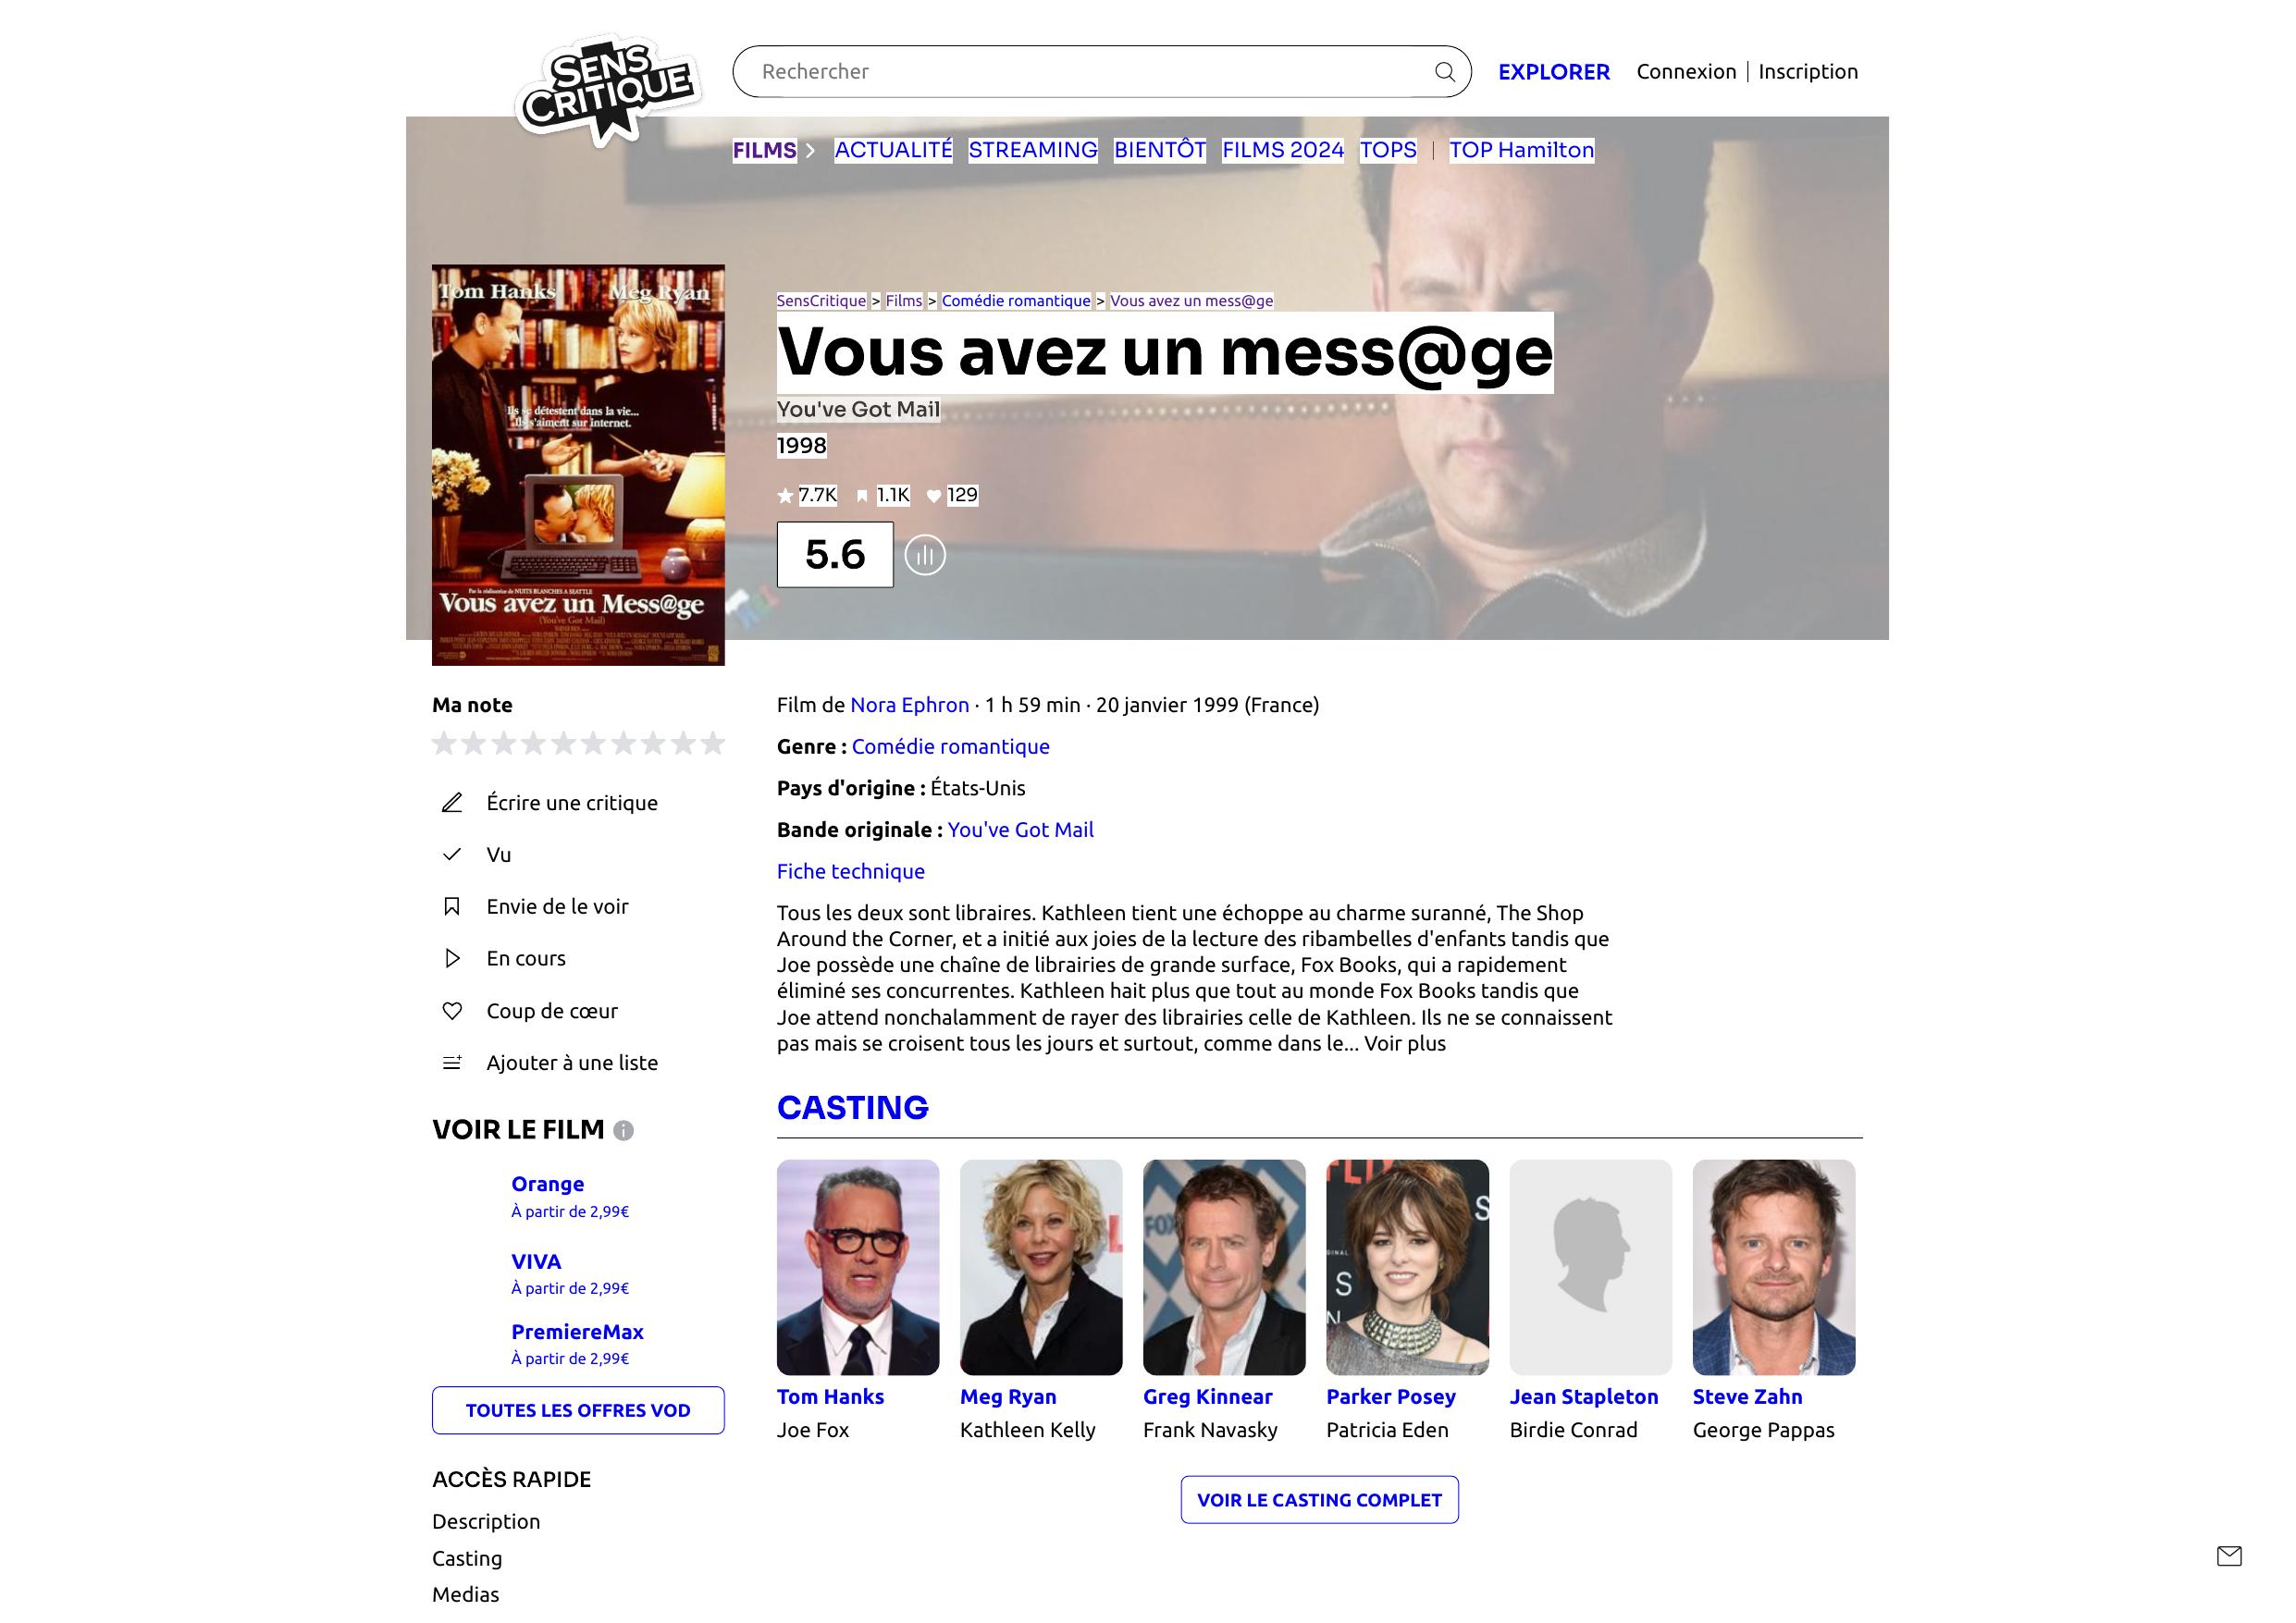 SENS
CRITIQUE
Rechercher
EXPLORER
Connexion | Inscription
FILMS
ACTUALITÉ
STREAMING
BIENTÔT
FILMS 2024
TOPS
TOP Hamilton
Tom Hanks
Meg Ryan
Ils se détestent dans la vie...
Ils s'aiment sur Internet.
Par la réalisatrice de NUITS BLANCHES A SEATTLE
Vous avez un Mess@ge
(You've Got Mail)
SensCritique > Films > Comédie romantique > Vous avez un mess@ge
Vous avez un mess@ge
You've Got Mail
1998
7.7K 1.1K 129
5.6
Ma note
Écrire une critique
Vu
Envie de le voir
En cours
Coup de cœur
Ajouter à une liste
VOIR LE FILM
Orange
À partir de 2,99€
VIVA
À partir de 2,99€
PremiereMax
À partir de 2,99€
TOUTES LES OFFRES VOD
ACCÈS RAPIDE
Description
Casting
Medias
Film de Nora Ephron · 1 h 59 min · 20 janvier 1999 (France)
Genre : Comédie romantique
Pays d'origine : États-Unis
Bande originale : You've Got Mail
Fiche technique
Tous les deux sont libraires. Kathleen tient une échoppe au charme suranné, The Shop
Around the Corner, et a initié aux joies de la lecture des ribambelles d'enfants tandis que
Joe possède une chaîne de librairies de grande surface, Fox Books, qui a rapidement
éliminé ses concurrentes. Kathleen hait plus que tout au monde Fox Books tandis que
Joe attend nonchalamment de rayer des librairies celle de Kathleen. Ils ne se connaissent
pas mais se croisent tous les jours et surtout, comme dans le... Voir plus
CASTING
Tom Hanks
Joe Fox
Meg Ryan
Kathleen Kelly
Greg Kinnear
Frank Navasky
Parker Posey
Patricia Eden
Jean Stapleton
Birdie Conrad
Steve Zahn
George Pappas
VOIR LE CASTING COMPLET